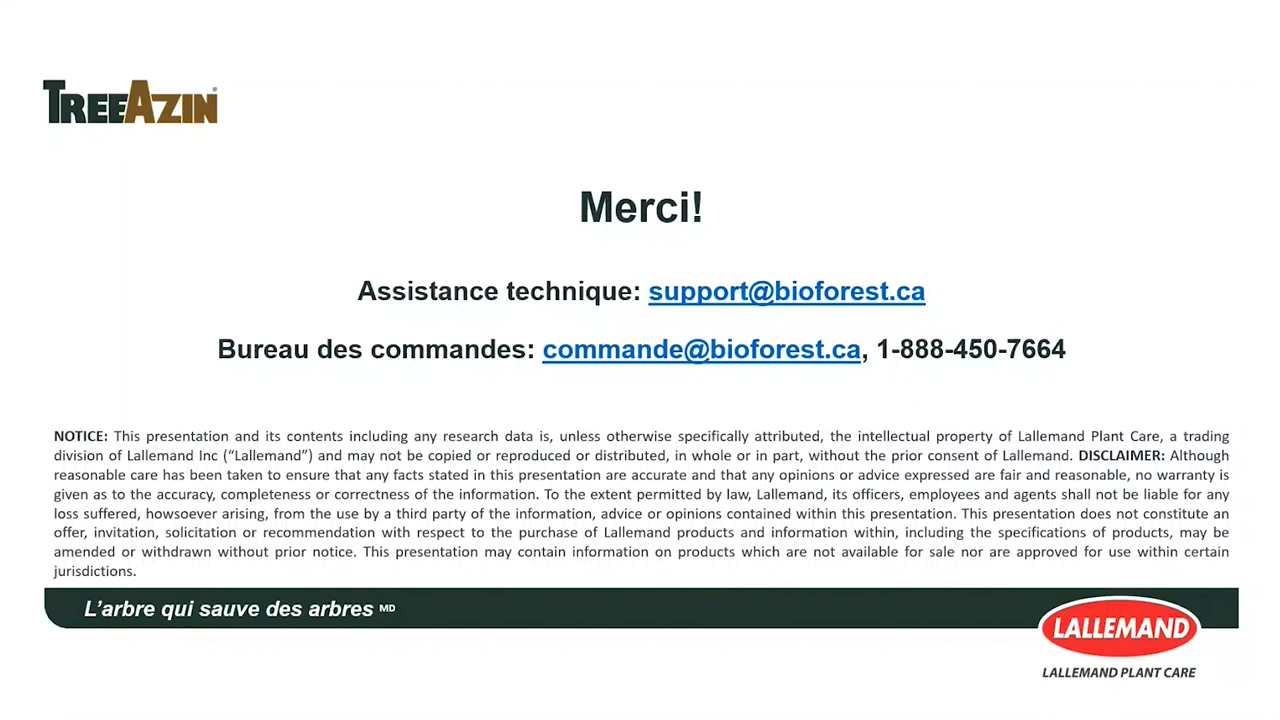 TREEAZIN®
Merci!
Assistance technique: support@bioforest.ca
Bureau des commandes: commande@bioforest.ca, 1-888-450-7664
NOTICE: This presentation and its contents including any research data is, unless otherwise specifically attributed, the intellectual property of Lallemand Plant Care, a trading
division of Lallemand Inc (“Lallemand”) and may not be copied or reproduced or distributed, in whole or in part, without the prior consent of Lallemand. DISCLAIMER: Although
reasonable care has been taken to ensure that any facts stated in this presentation are accurate and that any opinions or advice expressed are fair and reasonable, no warranty is
given as to the accuracy, completeness or correctness of the information. To the extent permitted by law, Lallemand, its officers, employees and agents shall not be liable for any
loss suffered, howsoever arising, from the use by a third party of the information, advice or opinions contained within this presentation. This presentation does not constitute an
offer, invitation, solicitation or recommendation with respect to the purchase of Lallemand products and information within, including the specifications of products, may be
amended or withdrawn without prior notice. This presentation may contain information on products which are not available for sale nor are approved for use within certain
jurisdictions.
L’arbre qui sauve des arbres MD
LALLEMAND
LALLEMAND PLANT CARE